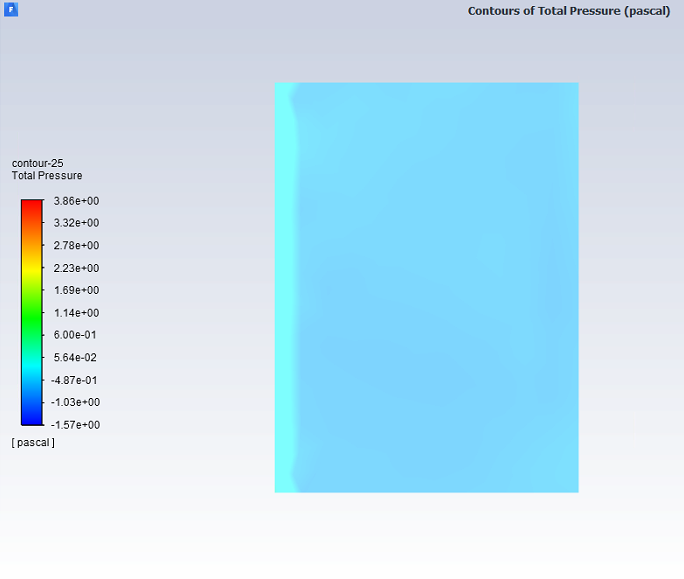 F
Contours of Total Pressure (pascal)
contour-25
Total Pressure
3.86e+00
3.32e+00
2.78e+00
2.23e+00
1.69e+00
1.14e+00
6.00e-01
5.64e-02
-4.87e-01
-1.03e+00
-1.57e+00
[ pascal ]